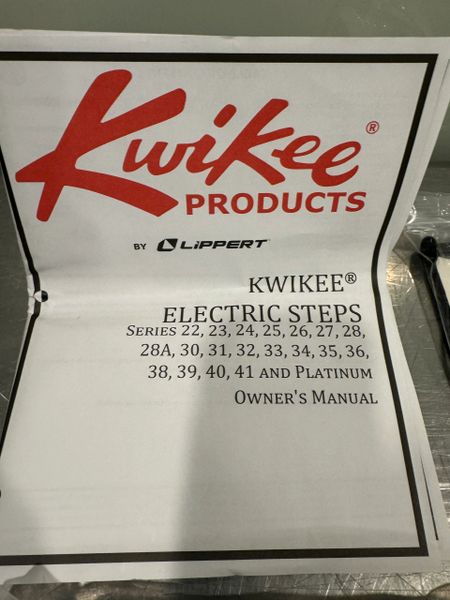 Kwikee®
PRODUCTS
BY LIPPERT
KWIKEE®
ELECTRIC STEPS
SERIES 22, 23, 24, 25, 26, 27, 28,
28A, 30, 31, 32, 33, 34, 35, 36,
38, 39, 40, 41 AND PLATINUM
OWNER'S MANUAL